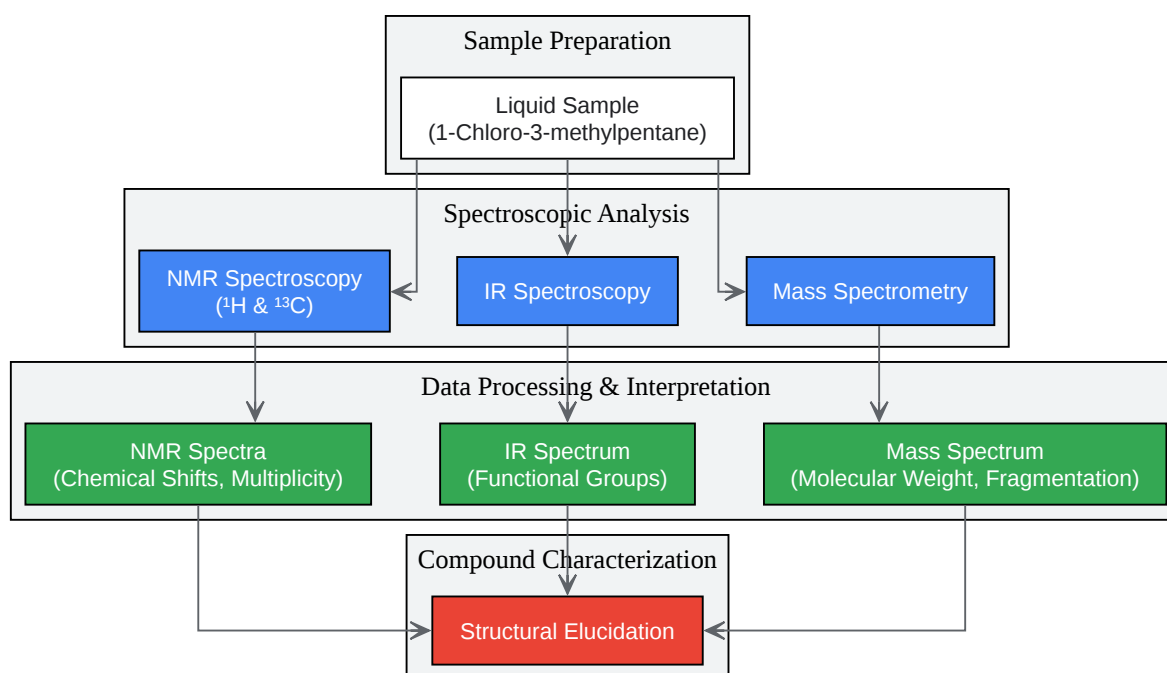 Sample Preparation
Liquid Sample
(1-Chloro-3-methylpentane)
Spectroscopic Analysis
NMR Spectroscopy
(¹H & ¹³C)
IR Spectroscopy
Mass Spectrometry
Data Processing & Interpretation
NMR Spectra
(Chemical Shifts, Multiplicity)
IR Spectrum
(Functional Groups)
Mass Spectrum
(Molecular Weight, Fragmentation)
Compound Characterization
Structural Elucidation